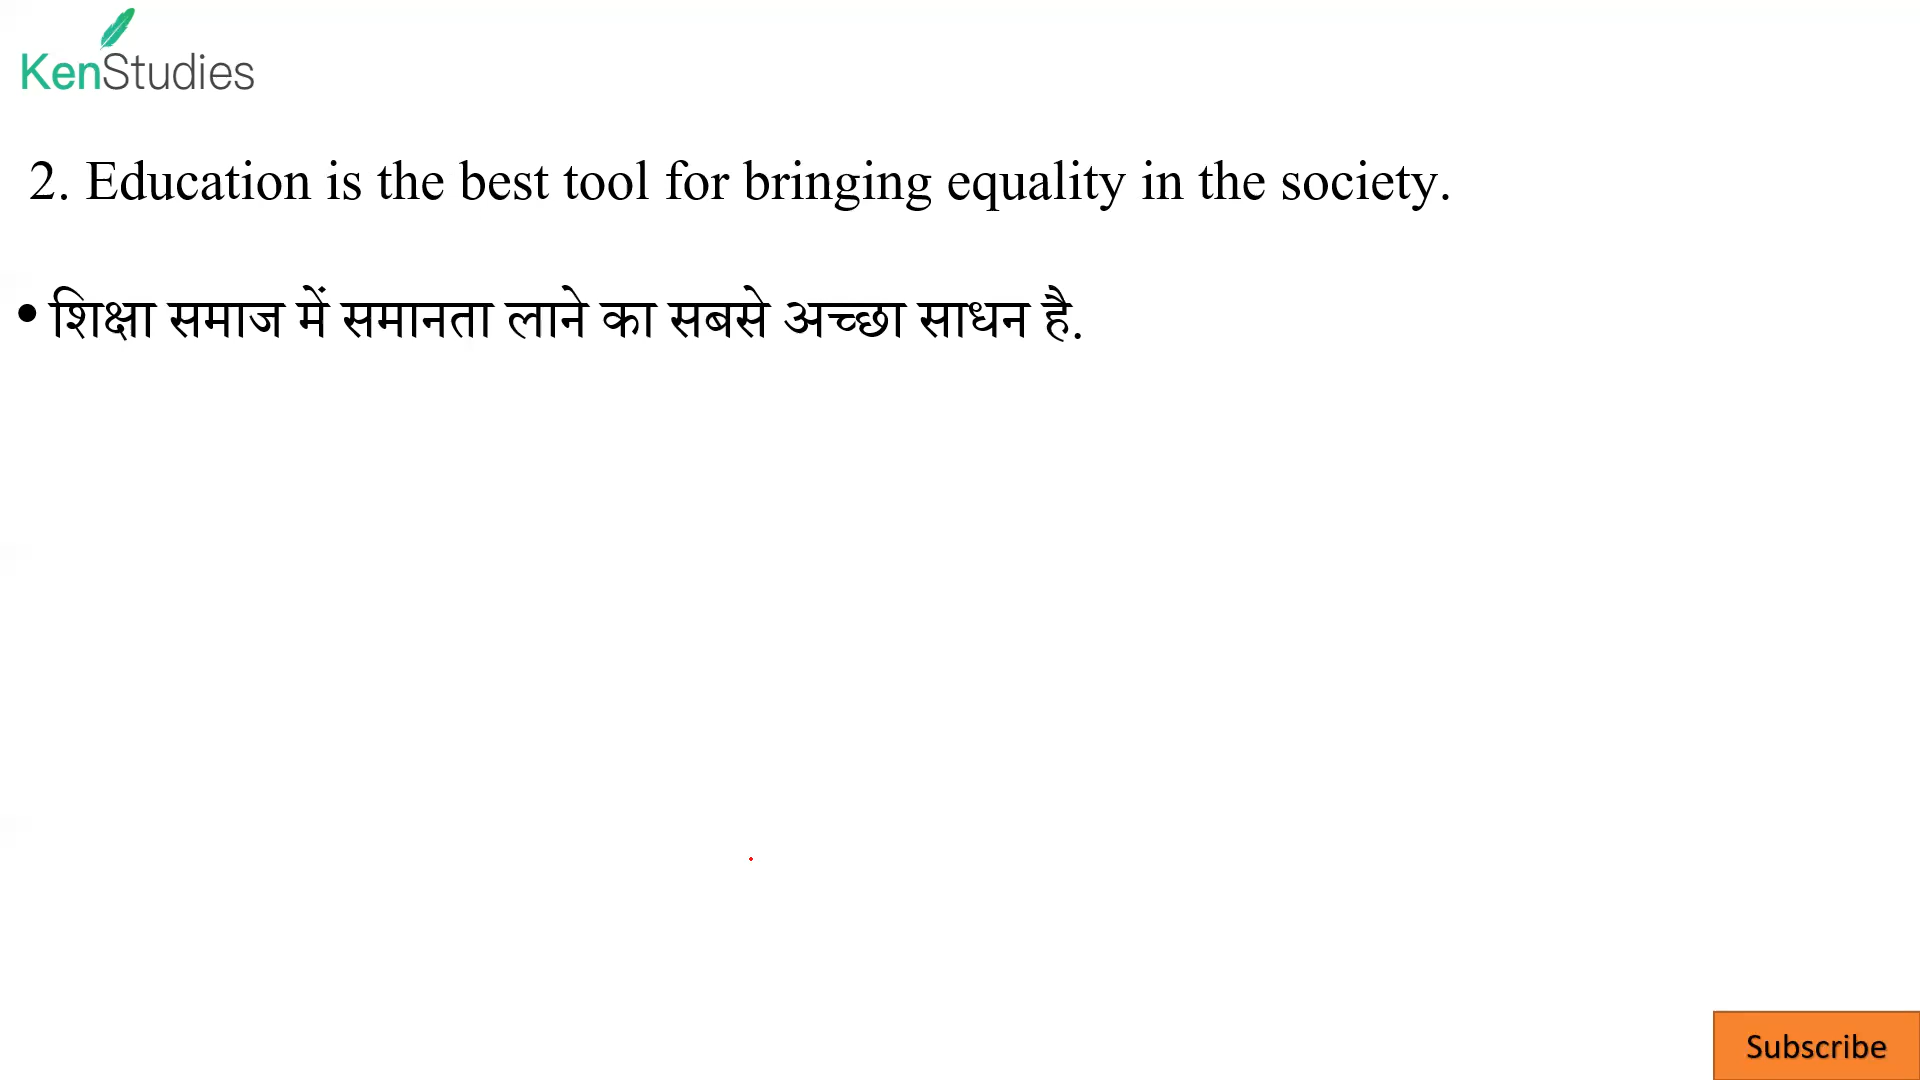 KenStudies
2. Education is the best tool for bringing equality in the society.
• शिक्षा समाज में समानता लाने का सबसे अच्छा साधन है.
Subscribe